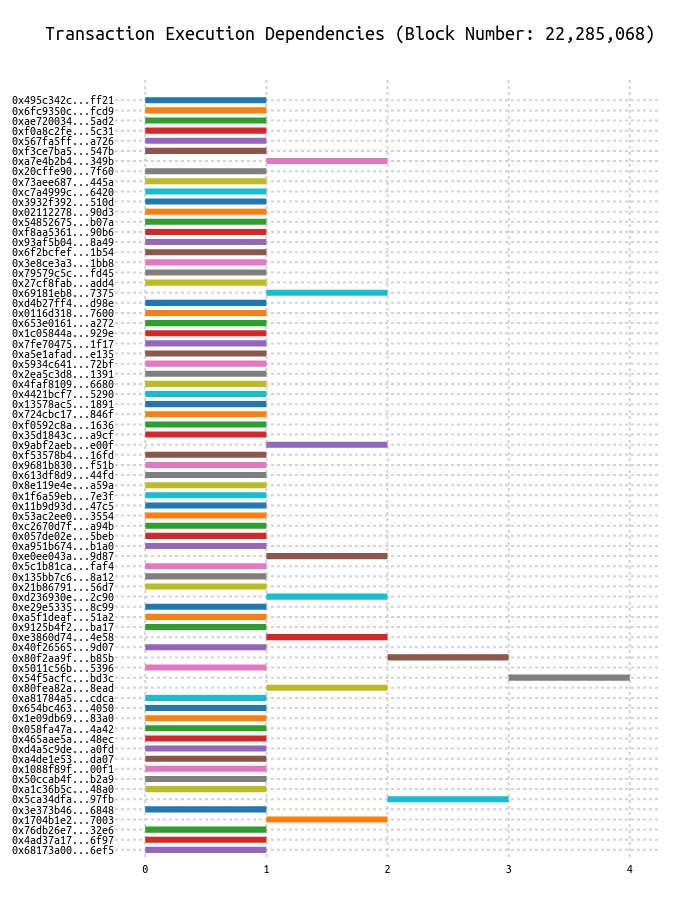 Transaction Execution Dependencies (Block Number: 22,285,068)
0x495c342c...ff21
0x6fc9350c...fcd9
0xae720034...5ad2
0xf0a8c2fe...5c31
0x567fa5ff...a726
0xf3ce7ba5...547b
0xa7e4b2b4...349b
0x20cffe90...7f60
0x73aee687...445a
0xc7a4999c...6420
0x3932f392...510d
0x02112278...90d3
0x54852675...b07a
0xf8aa5361...90b6
0x93af5b04...8a49
0x6f2bcfef...1b54
0x3e8ce3a3...1bb8
0x79579c5c...fd45
0x27cf8fab...add4
0x69181eb8...7375
0xd4b27ff4...d98e
0x0116d318...7600
0x653e0161...a272
0x1c05844a...929e
0x7fe70475...1f17
0xa5e1afad...e135
0x5934c641...72bf
0x2ea5c3d8...1391
0x4faf8109...6680
0x4421bcf7...5290
0x13578ac5...1891
0x724cbc17...846f
0xf0592c8a...1636
0x35d1843c...a9cf
0x9abf2aeb...e00f
0xf53578b4...16fd
0x9681b830...f51b
0x613df8d9...44fd
0x8e119e4e...a59a
0x1f6a59eb...7e3f
0x11b9d93d...47c5
0x53ac2ee0...3554
0xc2670d7f...a94b
0x057de02e...5beb
0xa951b674...b1a0
0xe0ee043a...9d87
0x5c1b81ca...faf4
0x135bb7c6...8a12
0x21b86791...56d7
0xd236930e...2c90
0xe29e5335...8c99
0xa5f1deaf...51a2
0x9125b4f2...ba17
0xe3860d74...4e58
0x40f26565...9d07
0x80f2aa9f...b85b
0x5011c56b...5396
0x54f5acfc...bd3c
0x80fea82a...8ead
0xa81784a5...cdca
0x654bc463...4050
0x1e09db69...83a0
0x058fa47a...4a42
0x465aae5a...48ec
0xd4a5c9de...a0fd
0xa4de1e53...da07
0x1088f89f...00f1
0x50ccab4f...b2a9
0xa1c36b5c...48a0
0x5ca34dfa...97fb
0x3e373b46...6848
0x1704b1e2...7003
0x76db26e7...32e6
0x4ad37a17...6f97
0x68173a00...6ef5
0 1 2 3 4